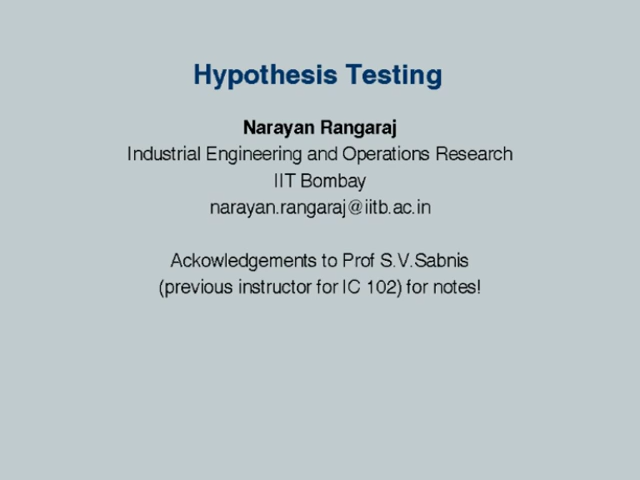 Hypothesis Testing
Narayan Rangaraj
Industrial Engineering and Operations Research
IIT Bombay
narayan.rangaraj@iitb.ac.in
Ackowledgements to Prof S.V.Sabnis
(previous instructor for IC 102) for notes!